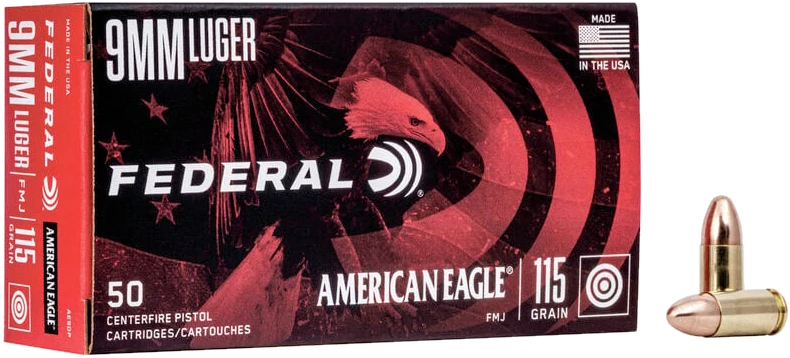 MADE IN THE USA
FEDERAL
9MM LUGER
FMJ
115
GRAIN
AMERICAN EAGLE
AE9DP
9MM LUGER
MADE
IN THE USA
FEDERAL®
50
CENTERFIRE PISTOL
CARTRIDGES/CARTOUCHES
AMERICAN EAGLE®
FMJ
115
GRAIN